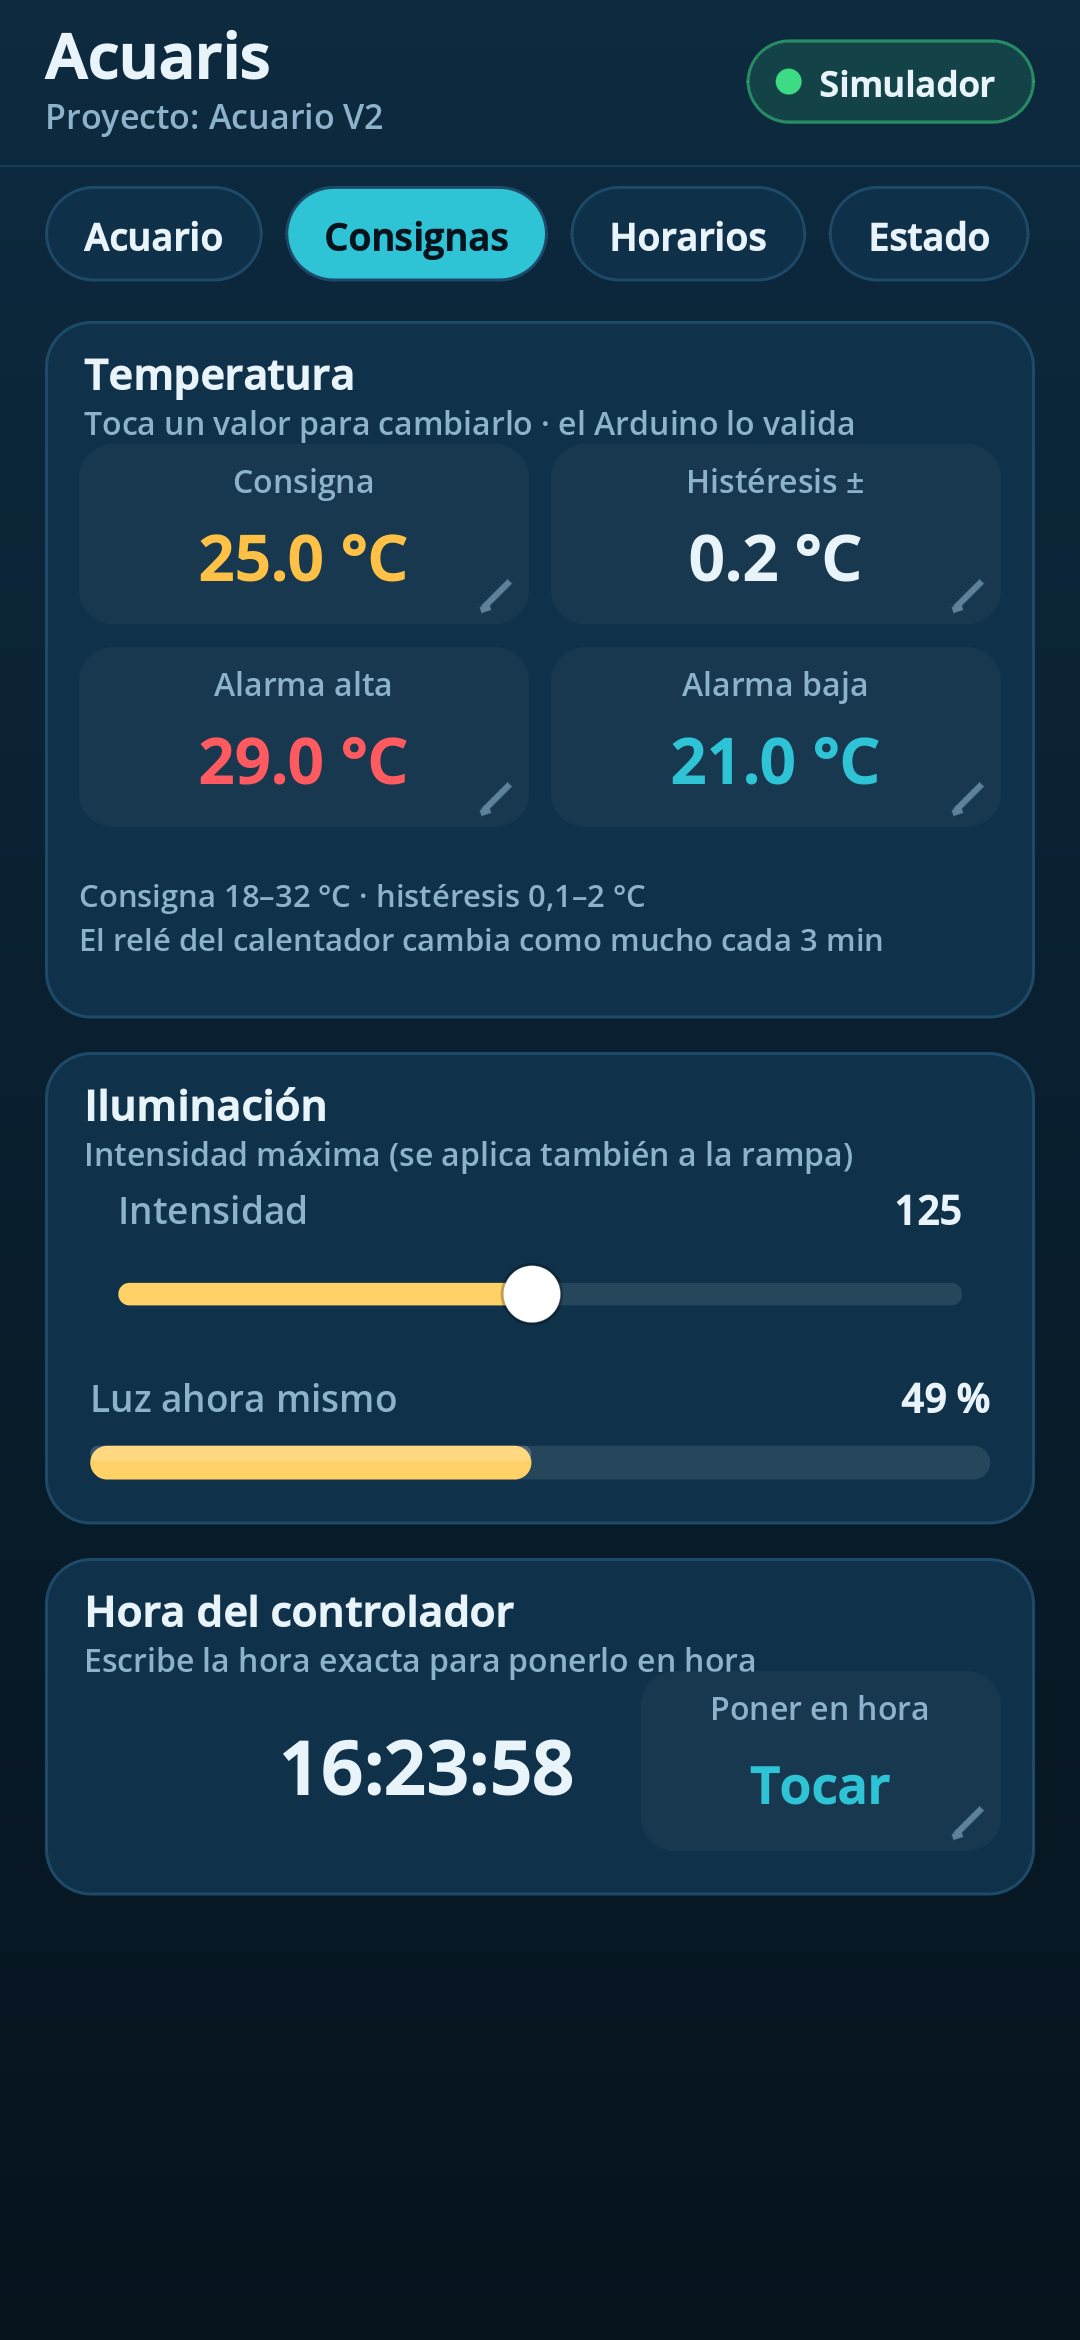 Acuaris
Proyecto: Acuario V2
Simulador
Acuario
Consignas
Horarios
Estado
Temperatura
Toca un valor para cambiarlo · el Arduino lo valida
Consigna
25.0 °C
Histéresis ±
0.2 °C
Alarma alta
29.0 °C
Alarma baja
21.0 °C
Consigna 18–32 °C · histéresis 0,1–2 °C
El relé del calentador cambia como mucho cada 3 min
Iluminación
Intensidad máxima (se aplica también a la rampa)
Intensidad
125
Luz ahora mismo
49 %
Hora del controlador
Escribe la hora exacta para ponerlo en hora
16:23:58
Poner en hora
Tocar